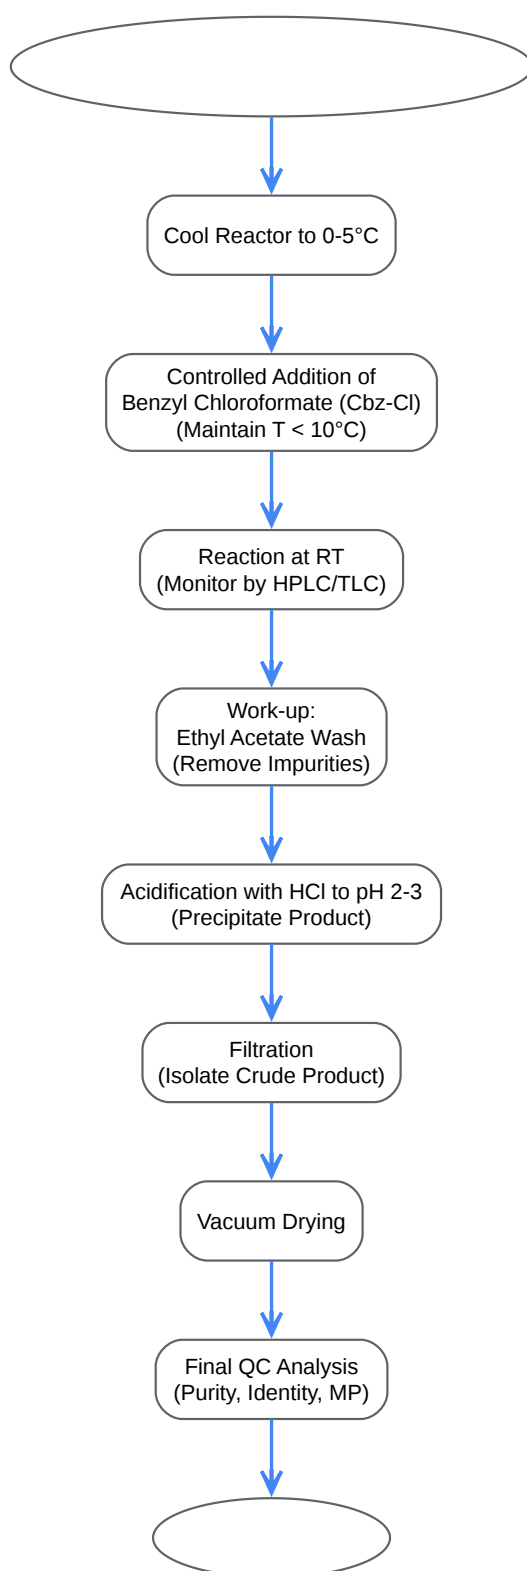 Cool Reactor to 0-5°C
Controlled Addition of
Benzyl Chloroformate (Cbz-Cl)
(Maintain T < 10°C)
Reaction at RT
(Monitor by HPLC/TLC)
Work-up:
Ethyl Acetate Wash
(Remove Impurities)
Acidification with HCl to pH 2-3
(Precipitate Product)
Filtration
(Isolate Crude Product)
Vacuum Drying
Final QC Analysis
(Purity, Identity, MP)